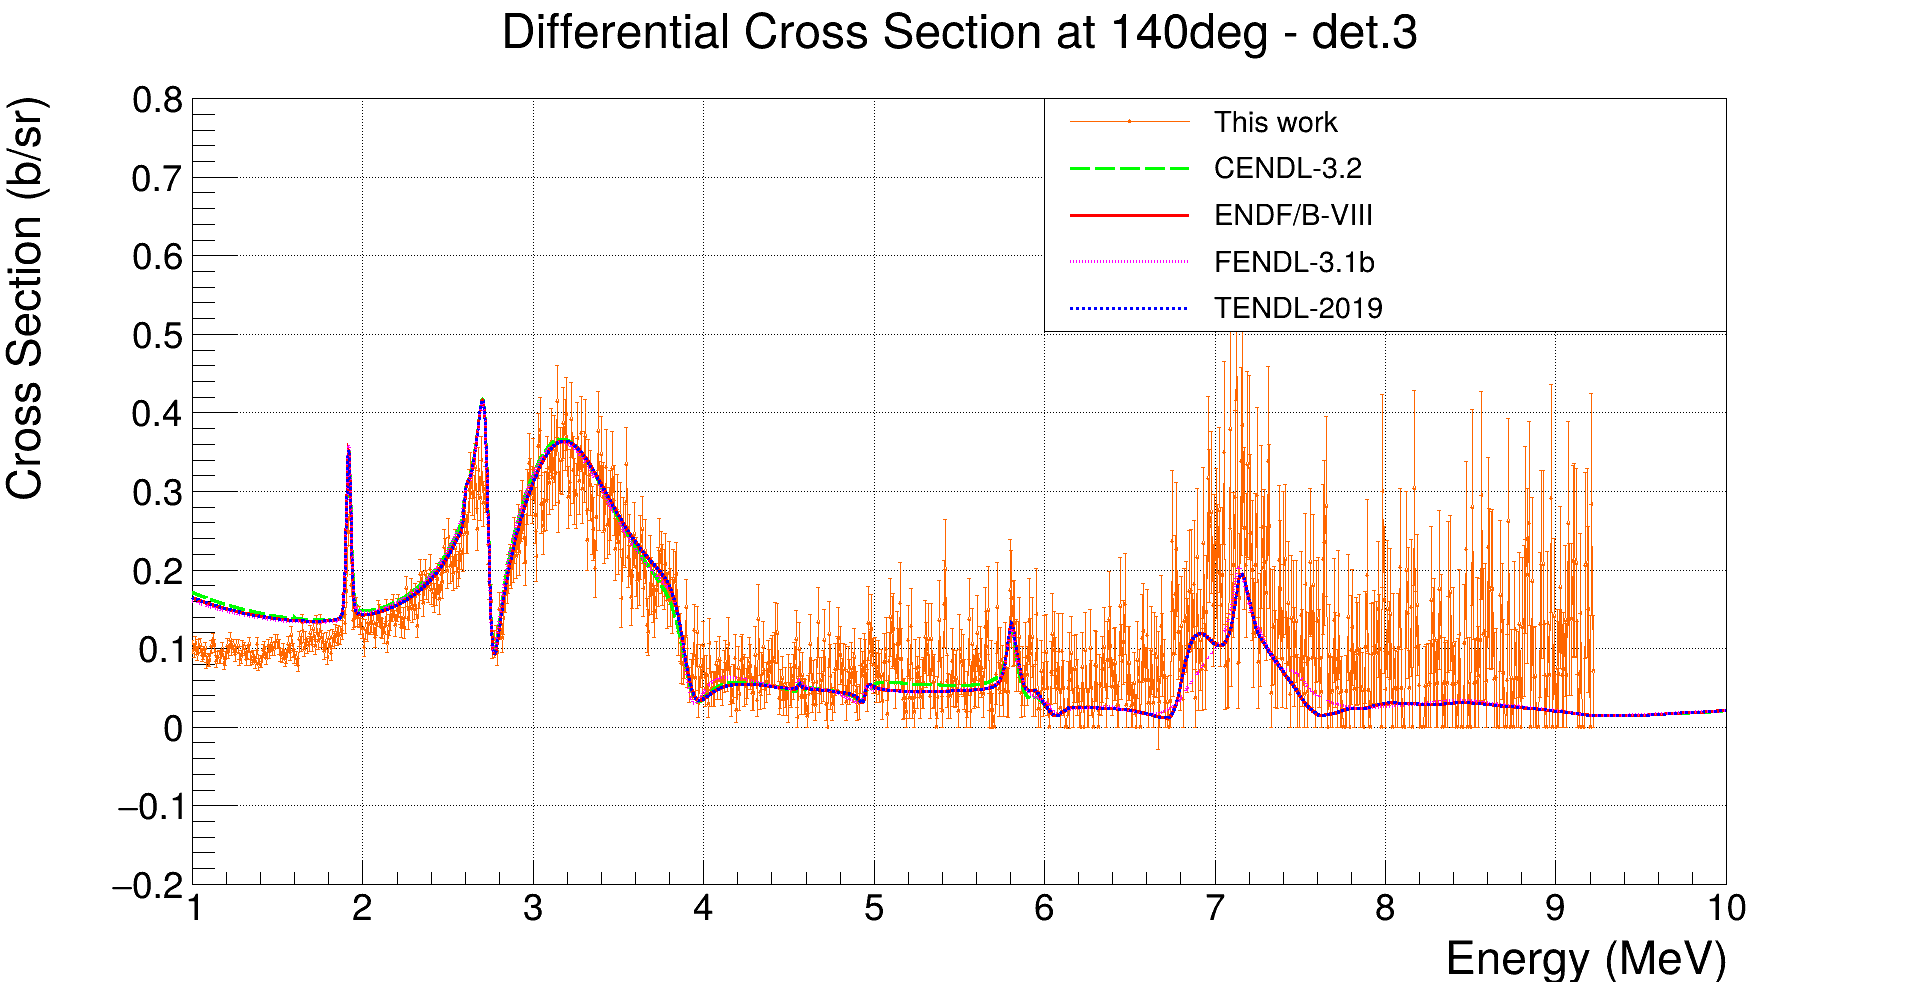 Differential Cross Section at 140deg - det.3
Cross Section (b/sr)
0.8
0.7
0.6
0.5
0.4
0.3
0.2
0.1
0
−0.1
−0.2
This work
CENDL-3.2
ENDF/B-VIII
FENDL-3.1b
TENDL-2019
1 2 3 4 5 6 7 8 9 10
Energy (MeV)